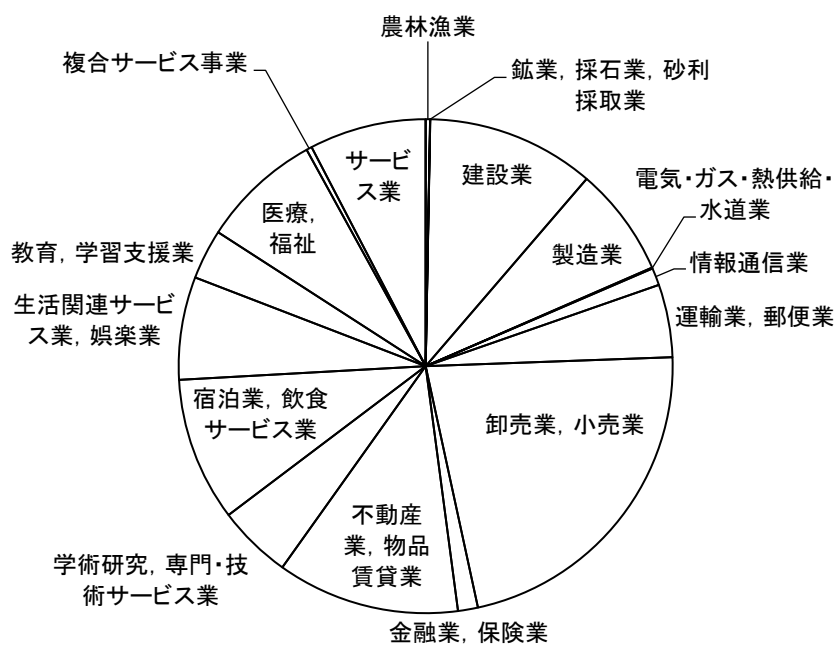 農林漁業
鉱業, 採石業, 砂利
採取業
建設業
製造業
電気・ガス・熱供給・
水道業
情報通信業
運輸業, 郵便業
卸売業, 小売業
金融業, 保険業
不動産
業, 物品
賃貸業
学術研究, 専門・技
術サービス業
宿泊業, 飲食
サービス業
生活関連サービ
ス業, 娯楽業
教育, 学習支援業
医療,
福祉
複合サービス事業
サービ
ス業